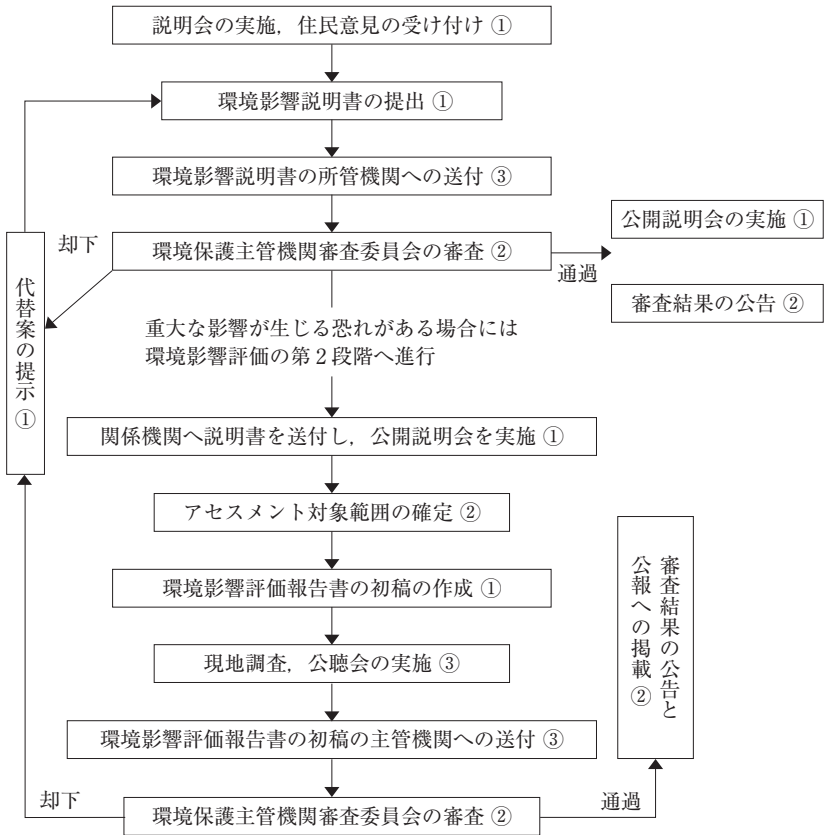 説明会の実施，住民意見の受け付け ①
環境影響説明書の提出 ①
環境影響説明書の所管機関への送付 ③
公開説明会の実施 ①
却下
環境保護主管機関審査委員会の審査 ②
通過
審査結果の公告 ②
代替案の提示 ①
重大な影響が生じる恐れがある場合には
環境影響評価の第２段階へ進行
関係機関へ説明書を送付し，公開説明会を実施 ①
アセスメント対象範囲の確定 ②
環境影響評価報告書の初稿の作成 ①
審査結果の公告と
公報への掲載 ②
現地調査，公聴会の実施 ③
環境影響評価報告書の初稿の主管機関への送付 ③
却下
環境保護主管機関審査委員会の審査 ②
通過